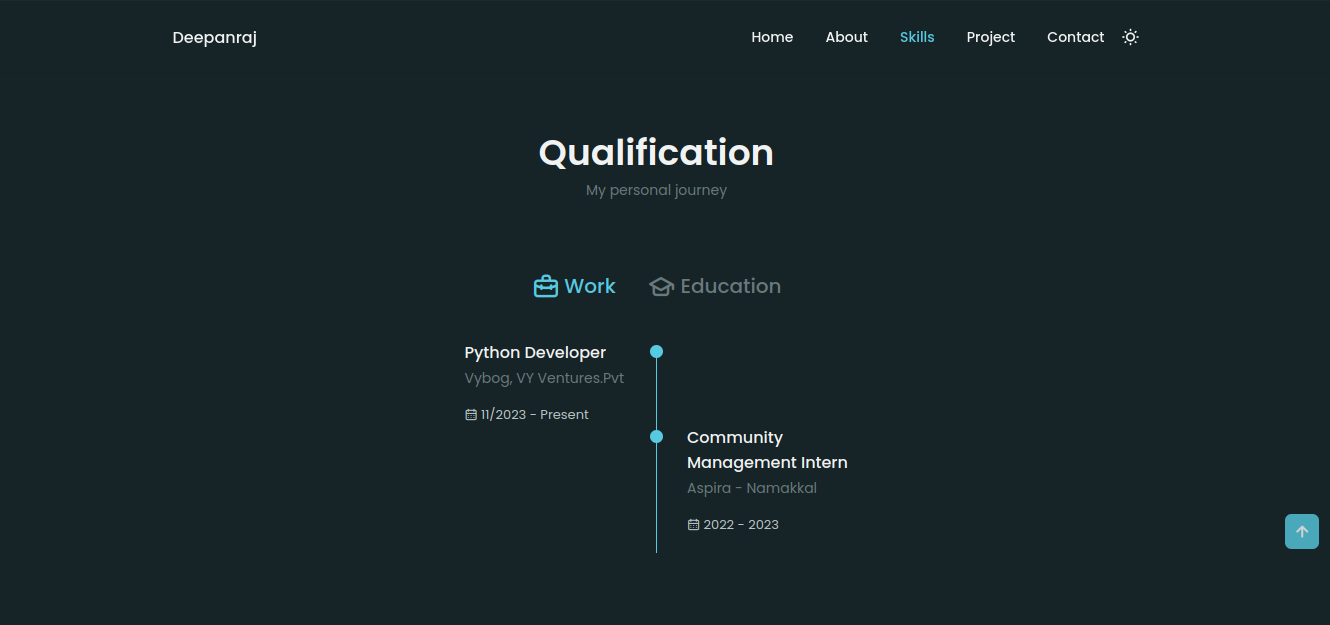 Deepanraj
Home About Skills Project Contact
Qualification
My personal journey
Work Education
Python Developer
Vybog, VY Ventures.Pvt
11/2023 - Present
Community
Management Intern
Aspira - Namakkal
2022 - 2023